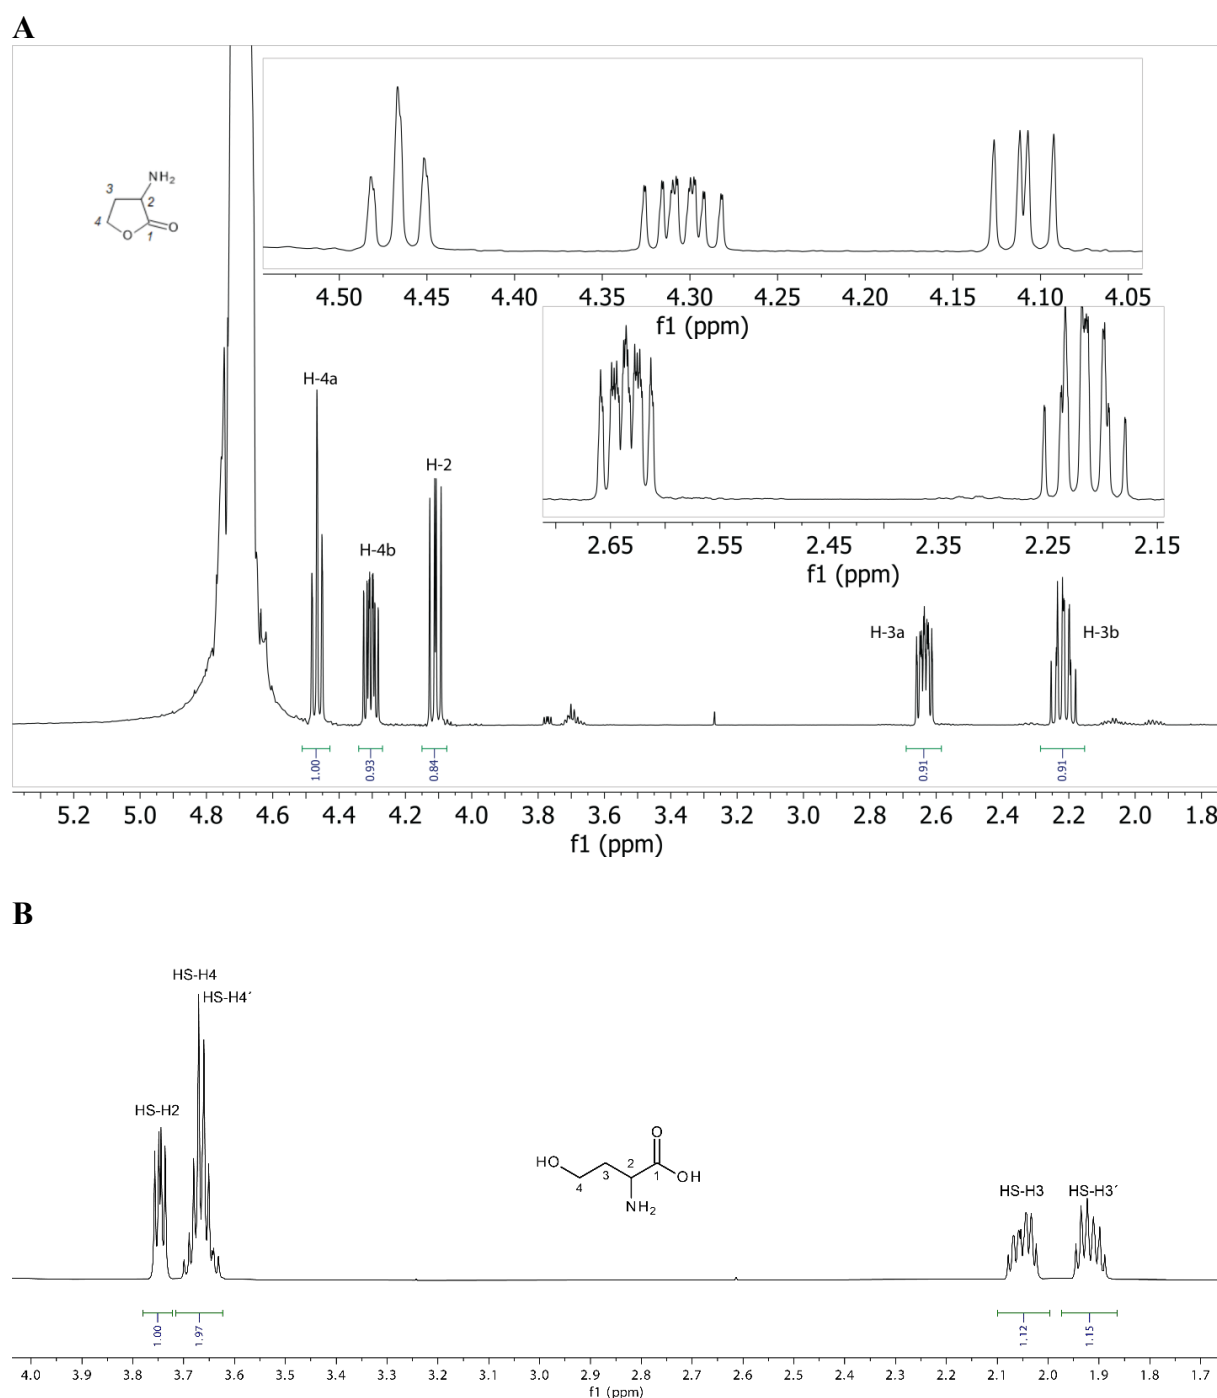 A
NH₂
3
2
4
O
1
O
4.50 4.45 4.40 4.35 4.30 4.25 4.20 4.15 4.10 4.05
f1 (ppm)
2.65 2.55 2.45 2.35 2.25 2.15
f1 (ppm)
H-4a
H-2
H-4b
H-3a
H-3b
1.00
0.93
0.84
0.91
0.91
5.2 5.0 4.8 4.6 4.4 4.2 4.0 3.8 3.6 3.4 3.2 3.0 2.8 2.6 2.4 2.2 2.0 1.8
f1 (ppm)
B
HS-H4
HS-H4´
HS-H2
O
HO
2
4
3
1
OH
NH₂
HS-H3
HS-H3´
1.00
1.97
1.12
1.15
4.0 3.9 3.8 3.7 3.6 3.5 3.4 3.3 3.2 3.1 3.0 2.9 2.8 2.7 2.6 2.5 2.4 2.3 2.2 2.1 2.0 1.9 1.8 1.7
f1 (ppm)